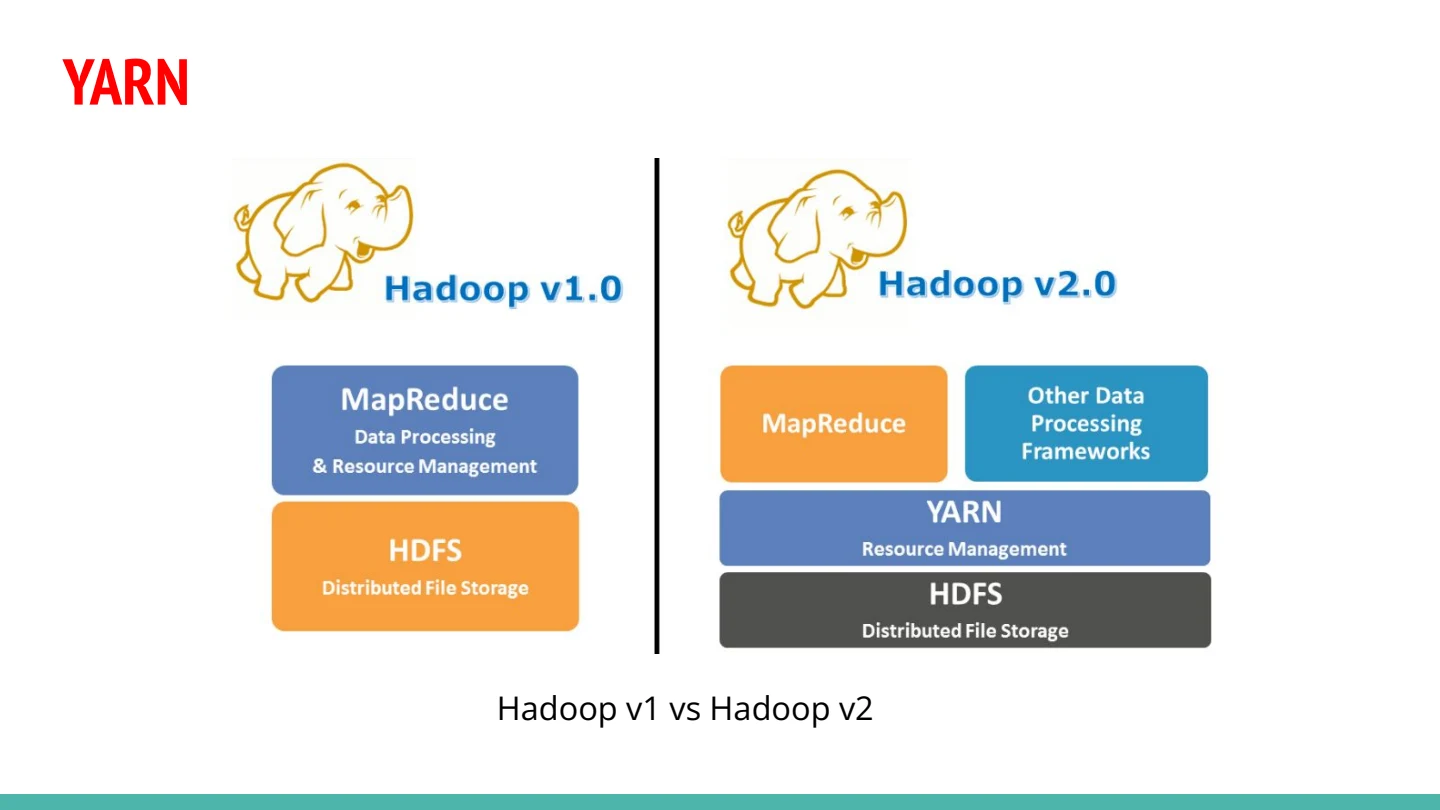 YARN
Hadoop v1.0
MapReduce
Data Processing
& Resource Management
HDFS
Distributed File Storage
Hadoop v2.0
MapReduce
Other Data
Processing
Frameworks
YARN
Resource Management
HDFS
Distributed File Storage
Hadoop v1 vs Hadoop v2